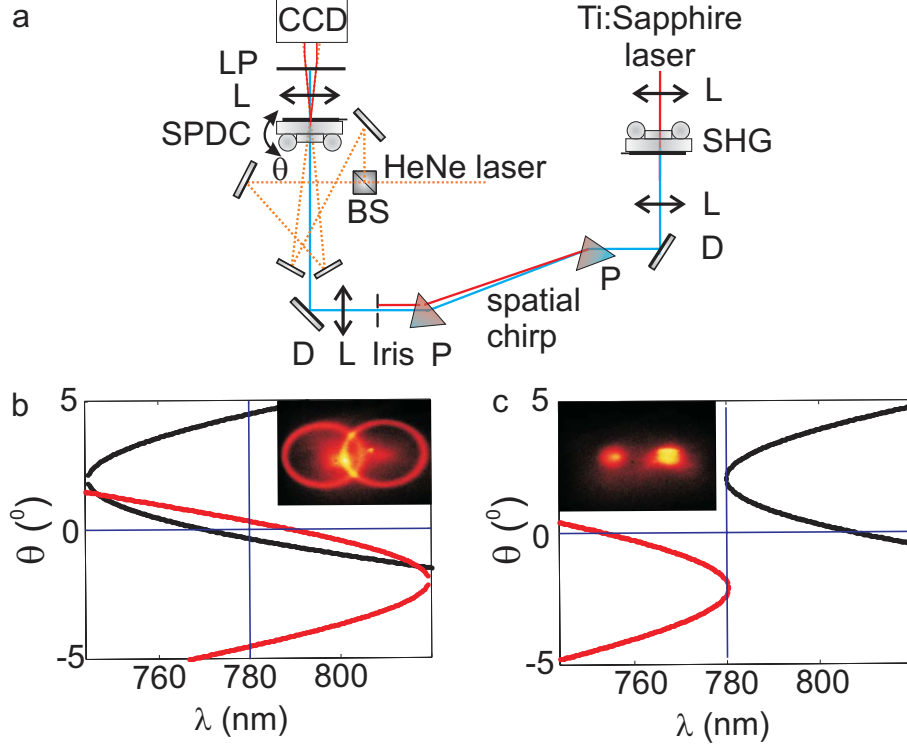 a
CCD
Ti:Sapphire
laser
LP
L
L
SPDC
SHG
θ
HeNe laser
BS
L
D
P
spatial
chirp
D L Iris P
b
5
θ (⁰)
0
-5
760 780 800
λ (nm)
c
5
θ (⁰)
0
-5
760 780 800
λ (nm)